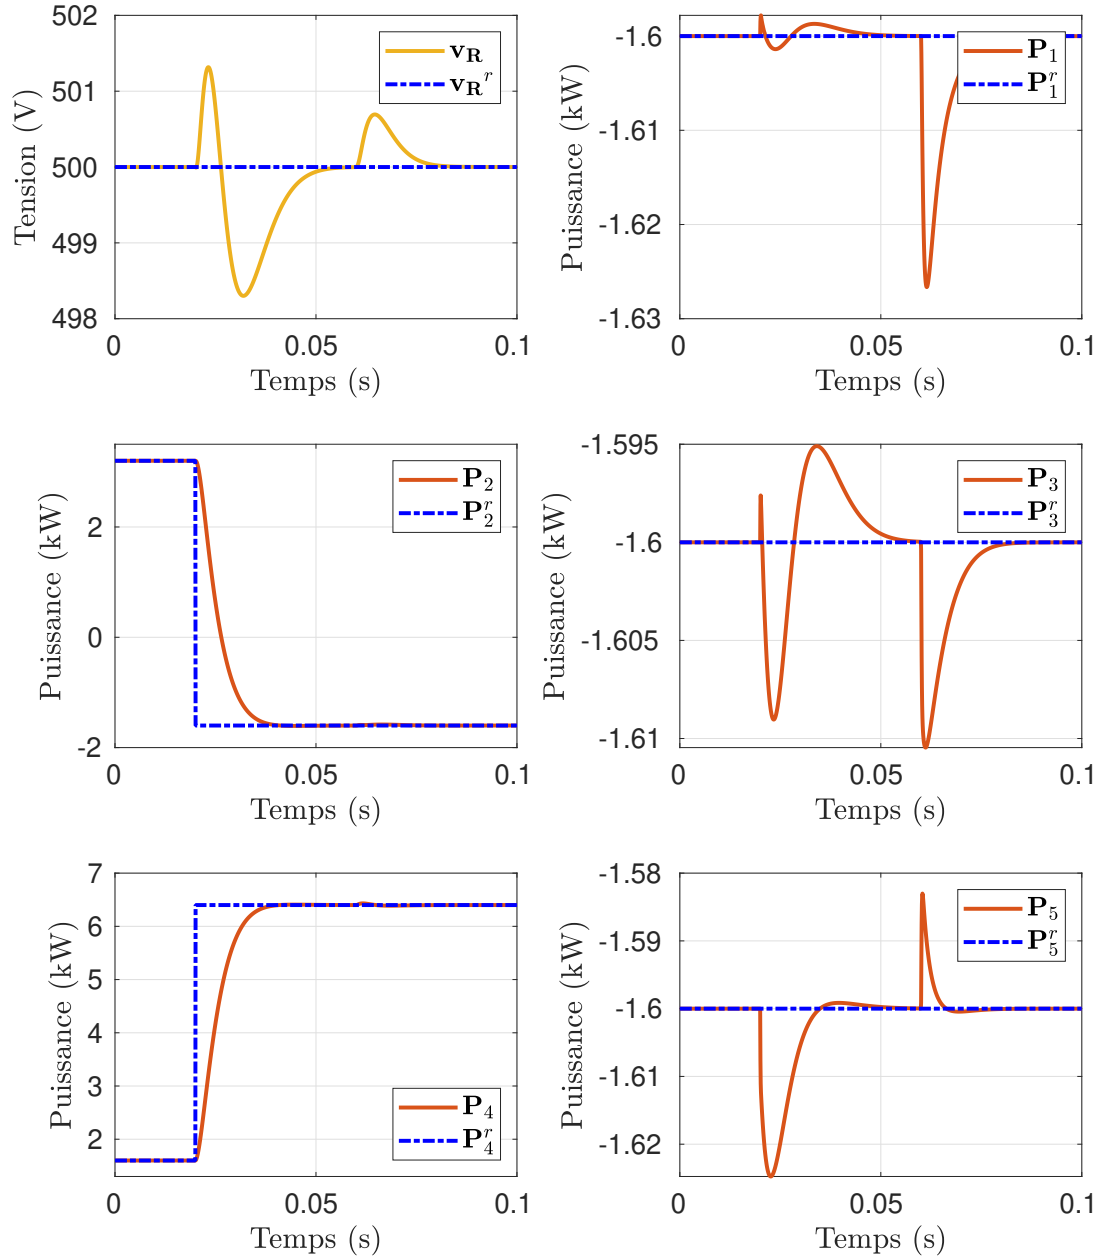 502
501
500
499
498
Tension (V)
v_R
v_R^r
0 0.05 0.1
Temps (s)
-1.6
-1.61
-1.62
-1.63
Puissance (kW)
P_1
P_1^r
0 0.05 0.1
Temps (s)
2
0
-2
Puissance (kW)
P_2
P_2^r
0 0.05 0.1
Temps (s)
-1.595
-1.6
-1.605
-1.61
Puissance (kW)
P_3
P_3^r
0 0.05 0.1
Temps (s)
7
6
5
4
3
2
Puissance (kW)
P_4
P_4^r
0 0.05 0.1
Temps (s)
-1.58
-1.59
-1.6
-1.61
-1.62
Puissance (kW)
P_5
P_5^r
0 0.05 0.1
Temps (s)